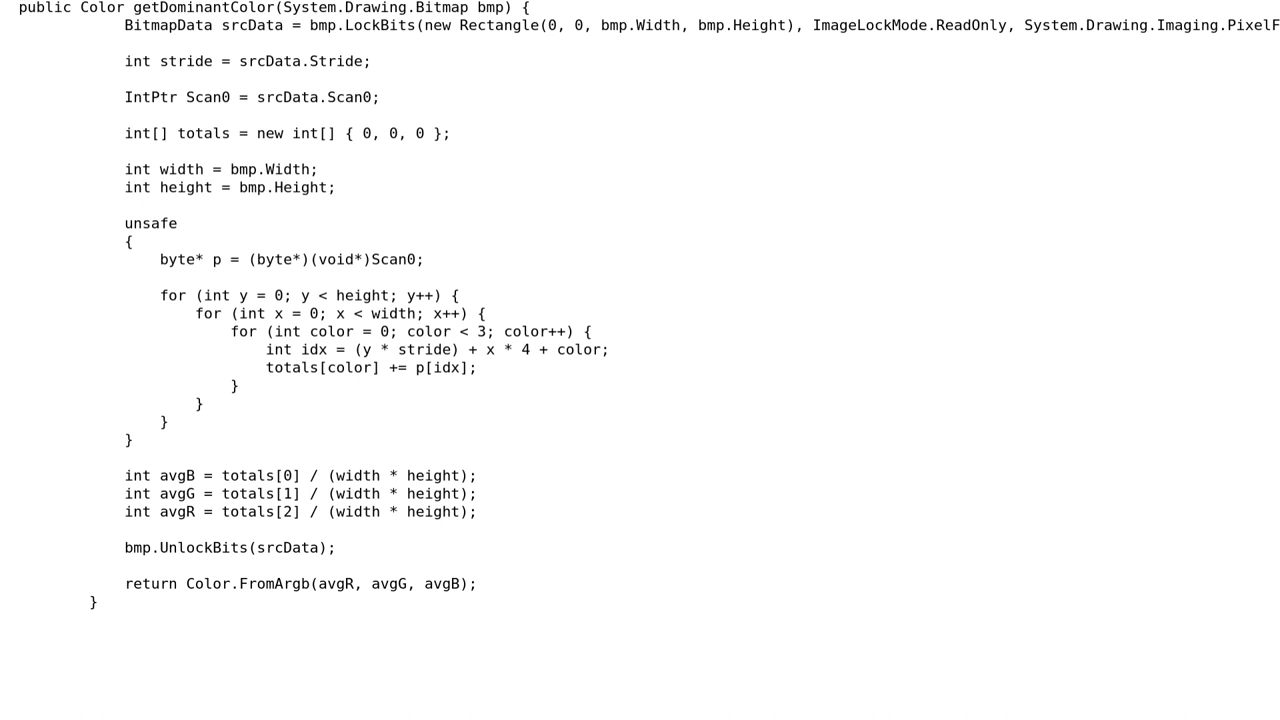 public Color getDominantColor(System.Drawing.Bitmap bmp) {
BitmapData srcData = bmp.LockBits(new Rectangle(0, 0, bmp.Width, bmp.Height), ImageLockMode.ReadOnly, System.Drawing.Imaging.PixelF
int stride = srcData.Stride;
IntPtr Scan0 = srcData.Scan0;
int[] totals = new int[] { 0, 0, 0 };
int width = bmp.Width;
int height = bmp.Height;
unsafe
{
byte* p = (byte*)(void*)Scan0;
for (int y = 0; y < height; y++) {
for (int x = 0; x < width; x++) {
for (int color = 0; color < 3; color++) {
int idx = (y * stride) + x * 4 + color;
totals[color] += p[idx];
}
}
}
}
int avgB = totals[0] / (width * height);
int avgG = totals[1] / (width * height);
int avgR = totals[2] / (width * height);
bmp.UnlockBits(srcData);
return Color.FromArgb(avgR, avgG, avgB);
}